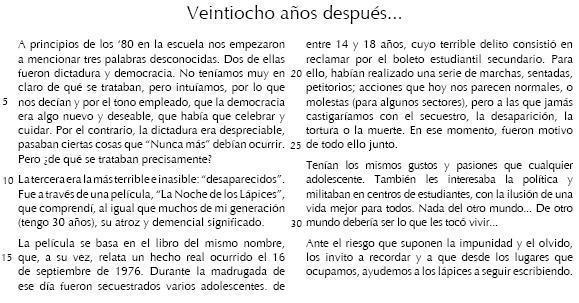 Veintiocho años después...
A principios de los ‘80 en la escuela nos empezaron
a mencionar tres palabras desconocidas. Dos de ellas
fueron dictadura y democracia. No teníamos muy en
claro de qué se trataban, pero intuíamos, por lo que
5 nos decían y por el tono empleado, que la democracia
era algo nuevo y deseable, que había que celebrar y
cuidar. Por el contrario, la dictadura era despreciable,
pasaban ciertas cosas que “Nunca más” debían ocurrir.
Pero ¿de qué se trataban precisamente?
10 La tercera era la más terrible e inasible: “desaparecidos”.
Fue a través de una película, “La Noche de los Lápices”,
que comprendí, al igual que muchos de mi generación
(tengo 30 años), su atroz y demencial significado.
La película se basa en el libro del mismo nombre,
15 que, a su vez, relata un hecho real ocurrido el 16
de septiembre de 1976. Durante la madrugada de
ese día fueron secuestrados varios adolescentes. de
entre 14 y 18 años, cuyo terrible delito consistió en
reclamar por el boleto estudiantil secundario. Para
20 ello, habían realizado una serie de marchas, sentadas,
petitorios; acciones que hoy nos parecen normales, o
molestas (para algunos sectores), pero a las que jamás
castigaríamos con el secuestro, la desaparición, la
tortura o la muerte. En ese momento, fueron motivo
25 de todo ello junto.
Tenían los mismos gustos y pasiones que cualquier
adolescente. También les interesaba la política y
militaban en centros de estudiantes, con la ilusión de una
vida mejor para todos. Nada del otro mundo... De otro
30 mundo debería ser lo que les tocó vivir...
Ante el riesgo que suponen la impunidad y el olvido,
los invito a recordar y a que desde los lugares que
ocupamos, ayudemos a los lápices a seguir escribiendo.